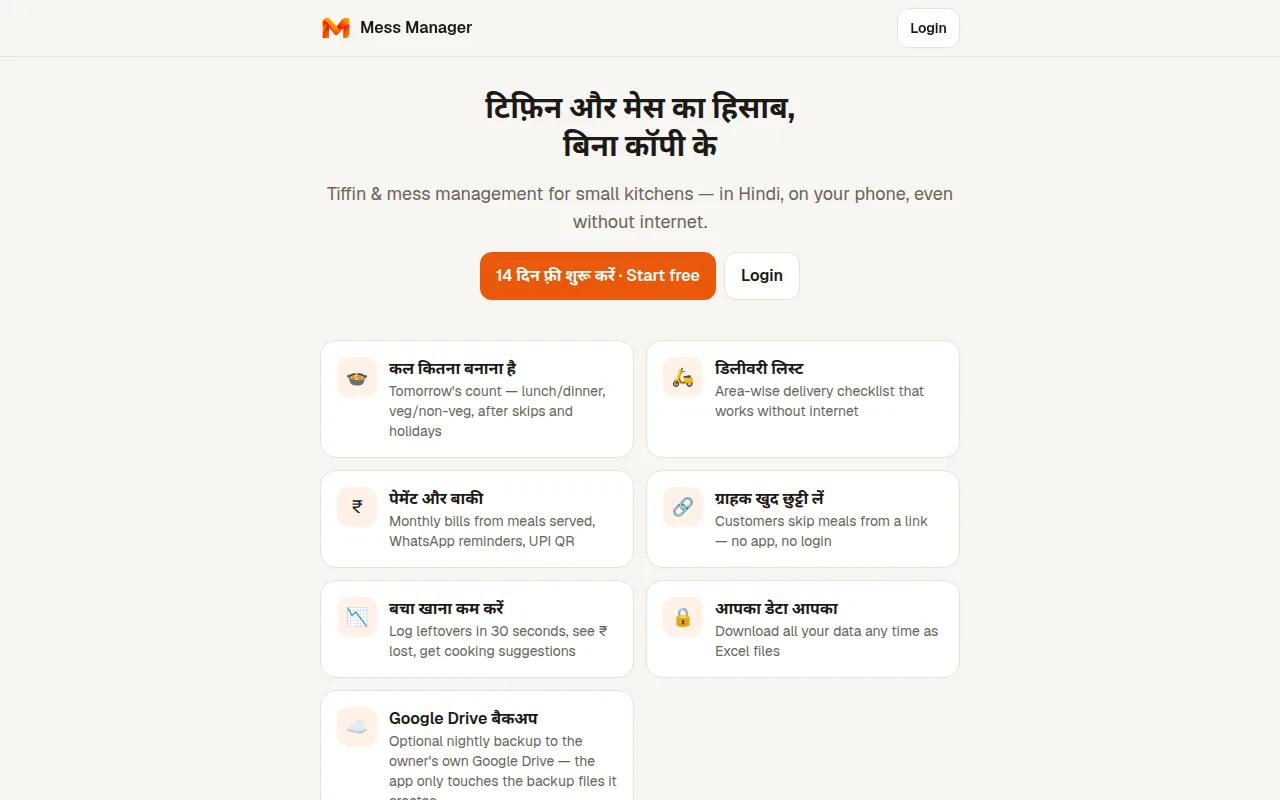 Mess Manager
Login
टिफ़िन और मेस का हिसाब,
बिना कॉपी के
Tiffin & mess management for small kitchens — in Hindi, on your phone, even
without internet.
14 दिन फ़्री शुरू करें · Start free
Login
कल कितना बनाना है
Tomorrow's count — lunch/dinner,
veg/non-veg, after skips and
holidays
डिलीवरी लिस्ट
Area-wise delivery checklist that
works without internet
₹
पेमेंट और बाकी
Monthly bills from meals served,
WhatsApp reminders, UPI QR
ग्राहक खुद छुट्टी लें
Customers skip meals from a link
— no app, no login
बचा खाना कम करें
Log leftovers in 30 seconds, see ₹
lost, get cooking suggestions
आपका डेटा आपका
Download all your data any time as
Excel files
Google Drive बैकअप
Optional nightly backup to the
owner's own Google Drive — the
app only touches the backup files it